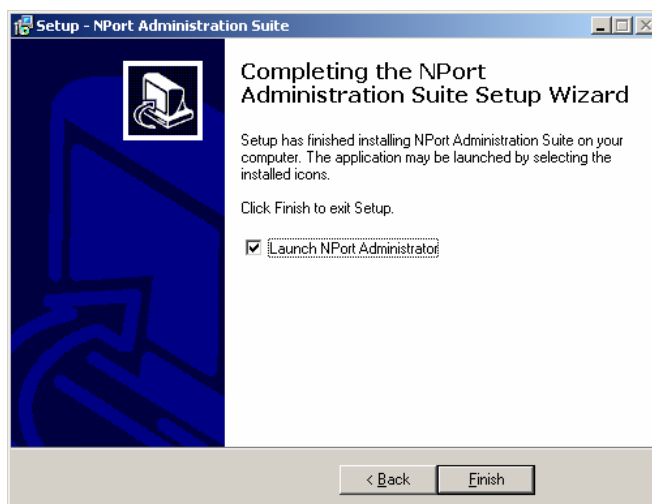 Setup - NPort Administration Suite
Completing the NPort
Administration Suite Setup Wizard
Setup has finished installing NPort Administration Suite on your
computer. The application may be launched by selecting the
installed icons.
Click Finish to exit Setup.
Launch NPort Administrator
< Back
Finish